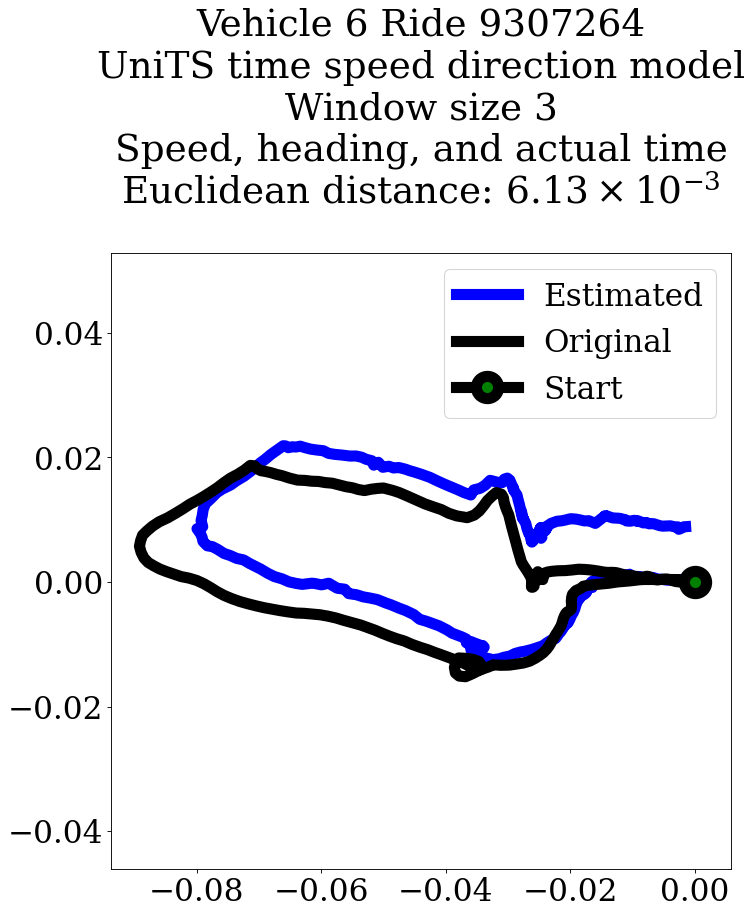 Vehicle 6 Ride 9307264
UniTS time speed direction model
Window size 3
Speed, heading, and actual time
Euclidean distance: 6.13 × 10⁻³
Estimated
Original
Start
0.04
0.02
0.00
−0.02
−0.04
−0.08
−0.06
−0.04
−0.02
0.00